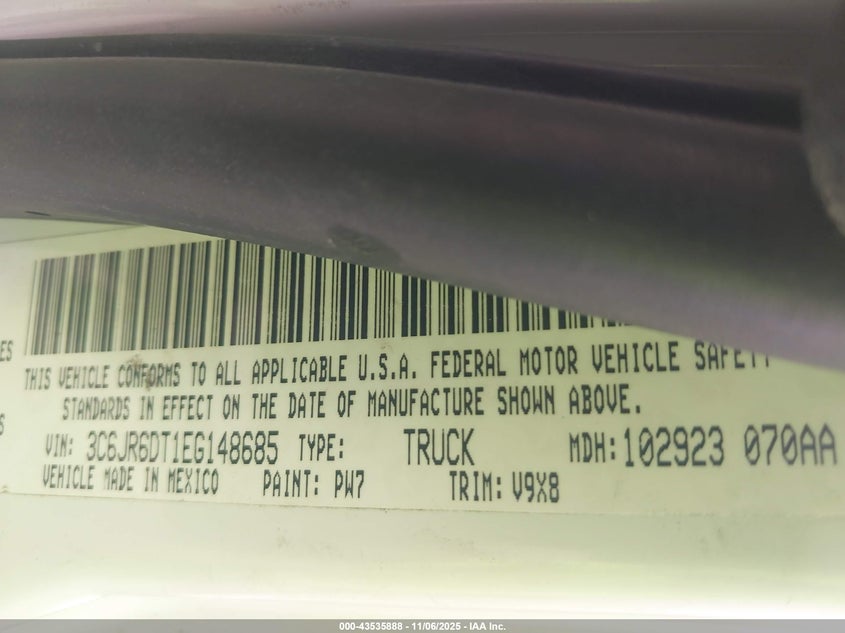 ES
THIS VEHICLE CONFORMS TO ALL APPLICABLE U.S.A. FEDERAL MOTOR VEHICLE SAFETY
STANDARDS IN EFFECT ON THE DATE OF MANUFACTURE SHOWN ABOVE.
S
VIN: 3C6JR6DT1EG148685 TYPE: TRUCK MDH: 102923 070AA
VEHICLE MADE IN MEXICO PAINT: PW7 TRIM: V9X8
000-43535888 - 11/06/2025 - IAA Inc.